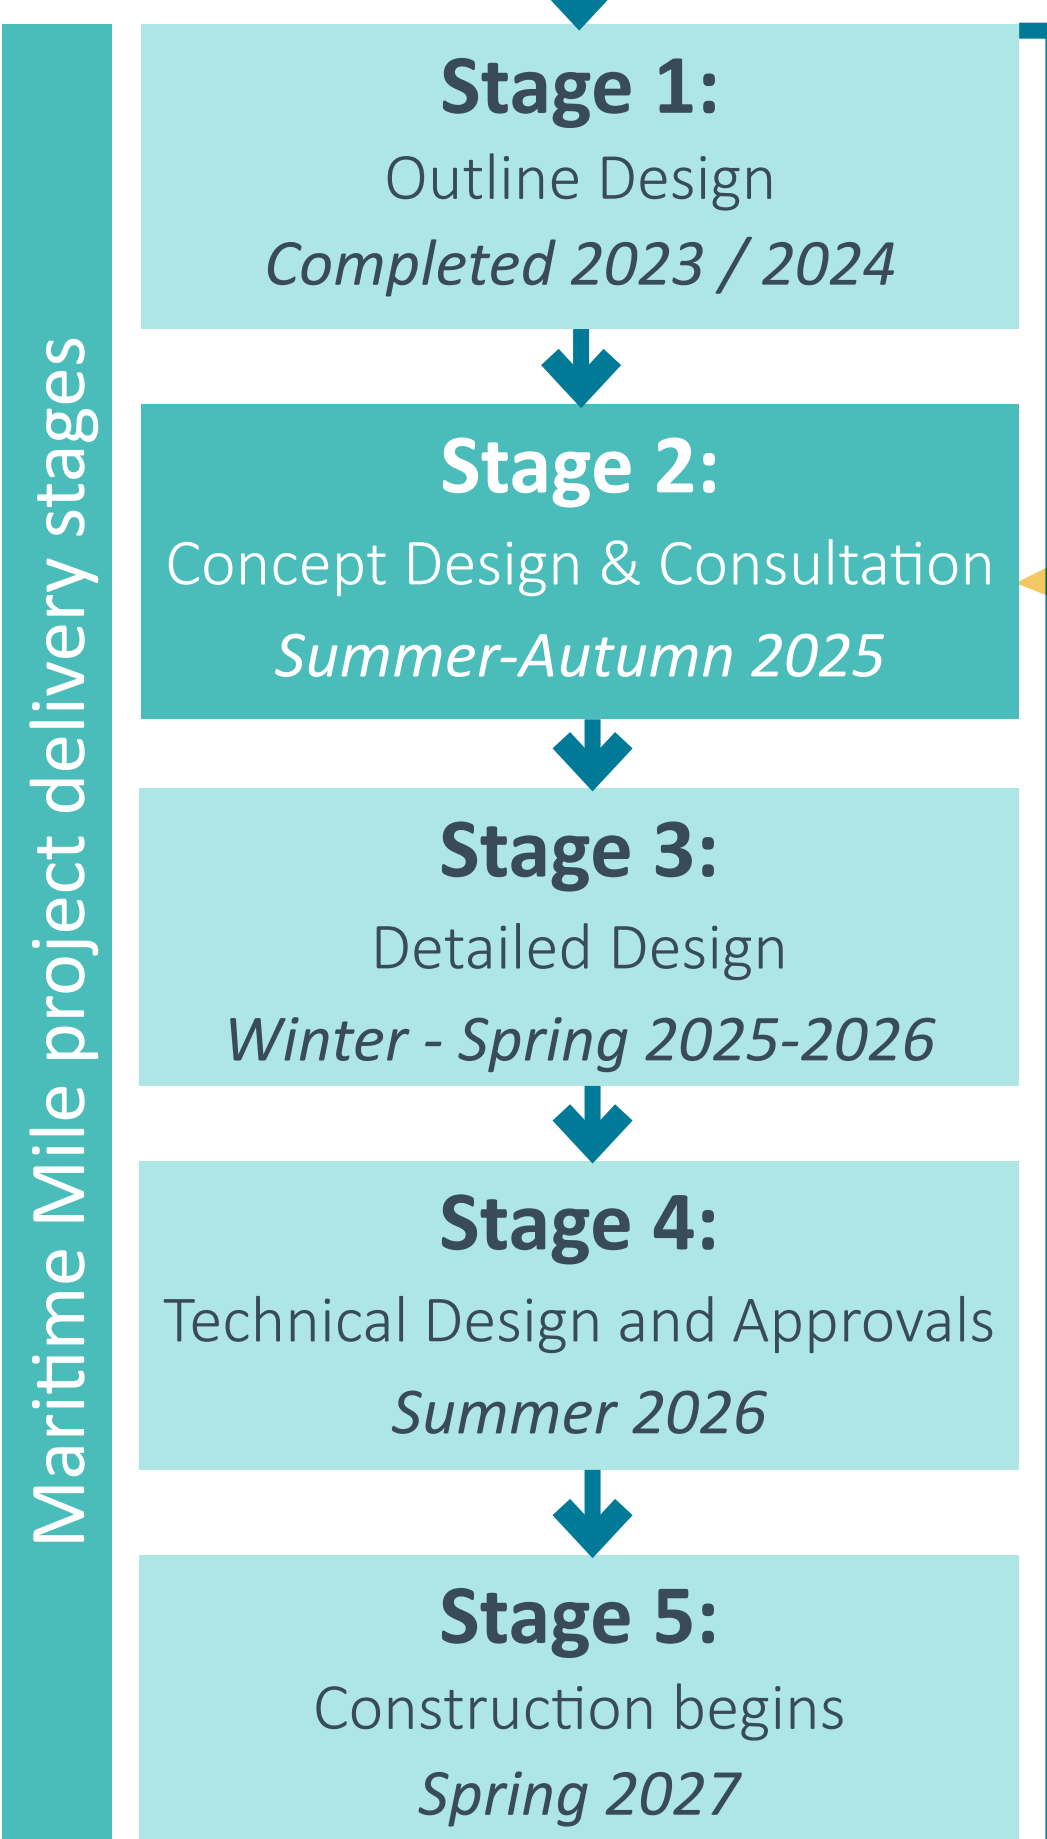 Maritime Mile project delivery stages
Stage 1:
Outline Design
Completed 2023 / 2024
Stage 2:
Concept Design & Consultation
Summer-Autumn 2025
Stage 3:
Detailed Design
Winter - Spring 2025-2026
Stage 4:
Technical Design and Approvals
Summer 2026
Stage 5:
Construction begins
Spring 2027